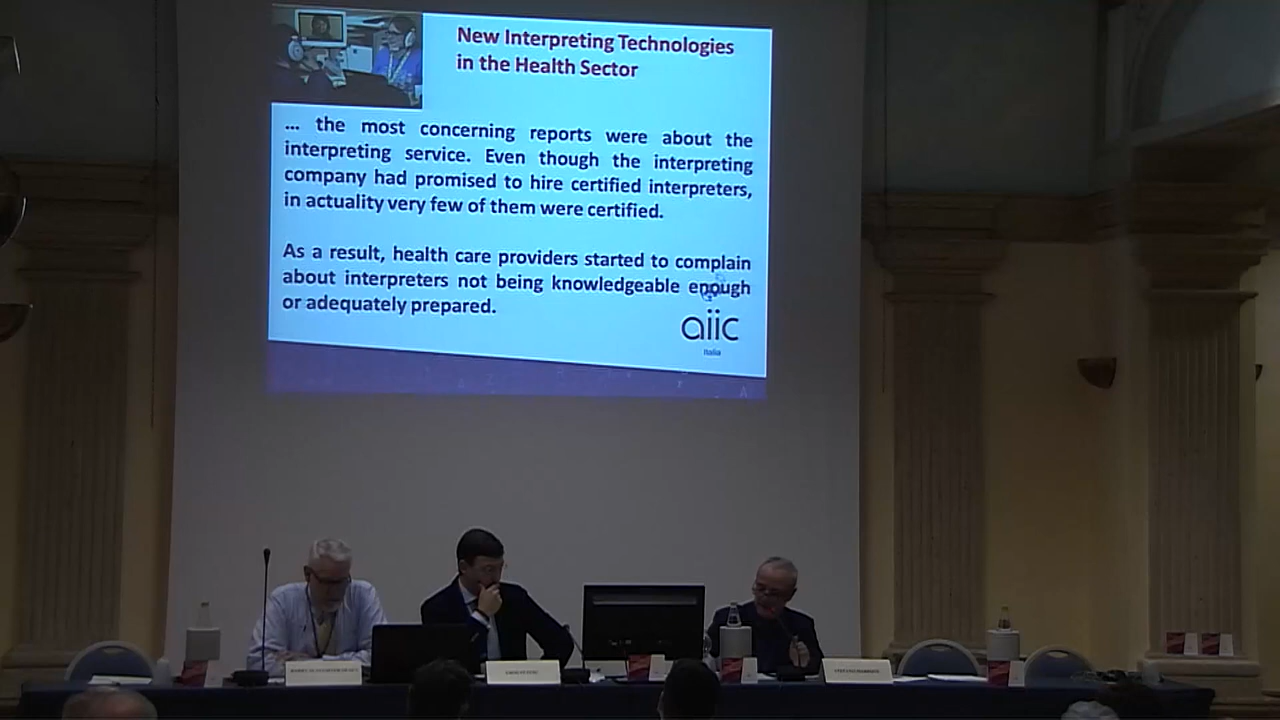 New Interpreting Technologies
in the Health Sector
... the most concerning reports were about the
interpreting service. Even though the interpreting
company had promised to hire certified interpreters,
in actuality very few of them were certified.
As a result, health care providers started to complain
about interpreters not being knowledgeable enough
or adequately prepared.
aiic
Italia